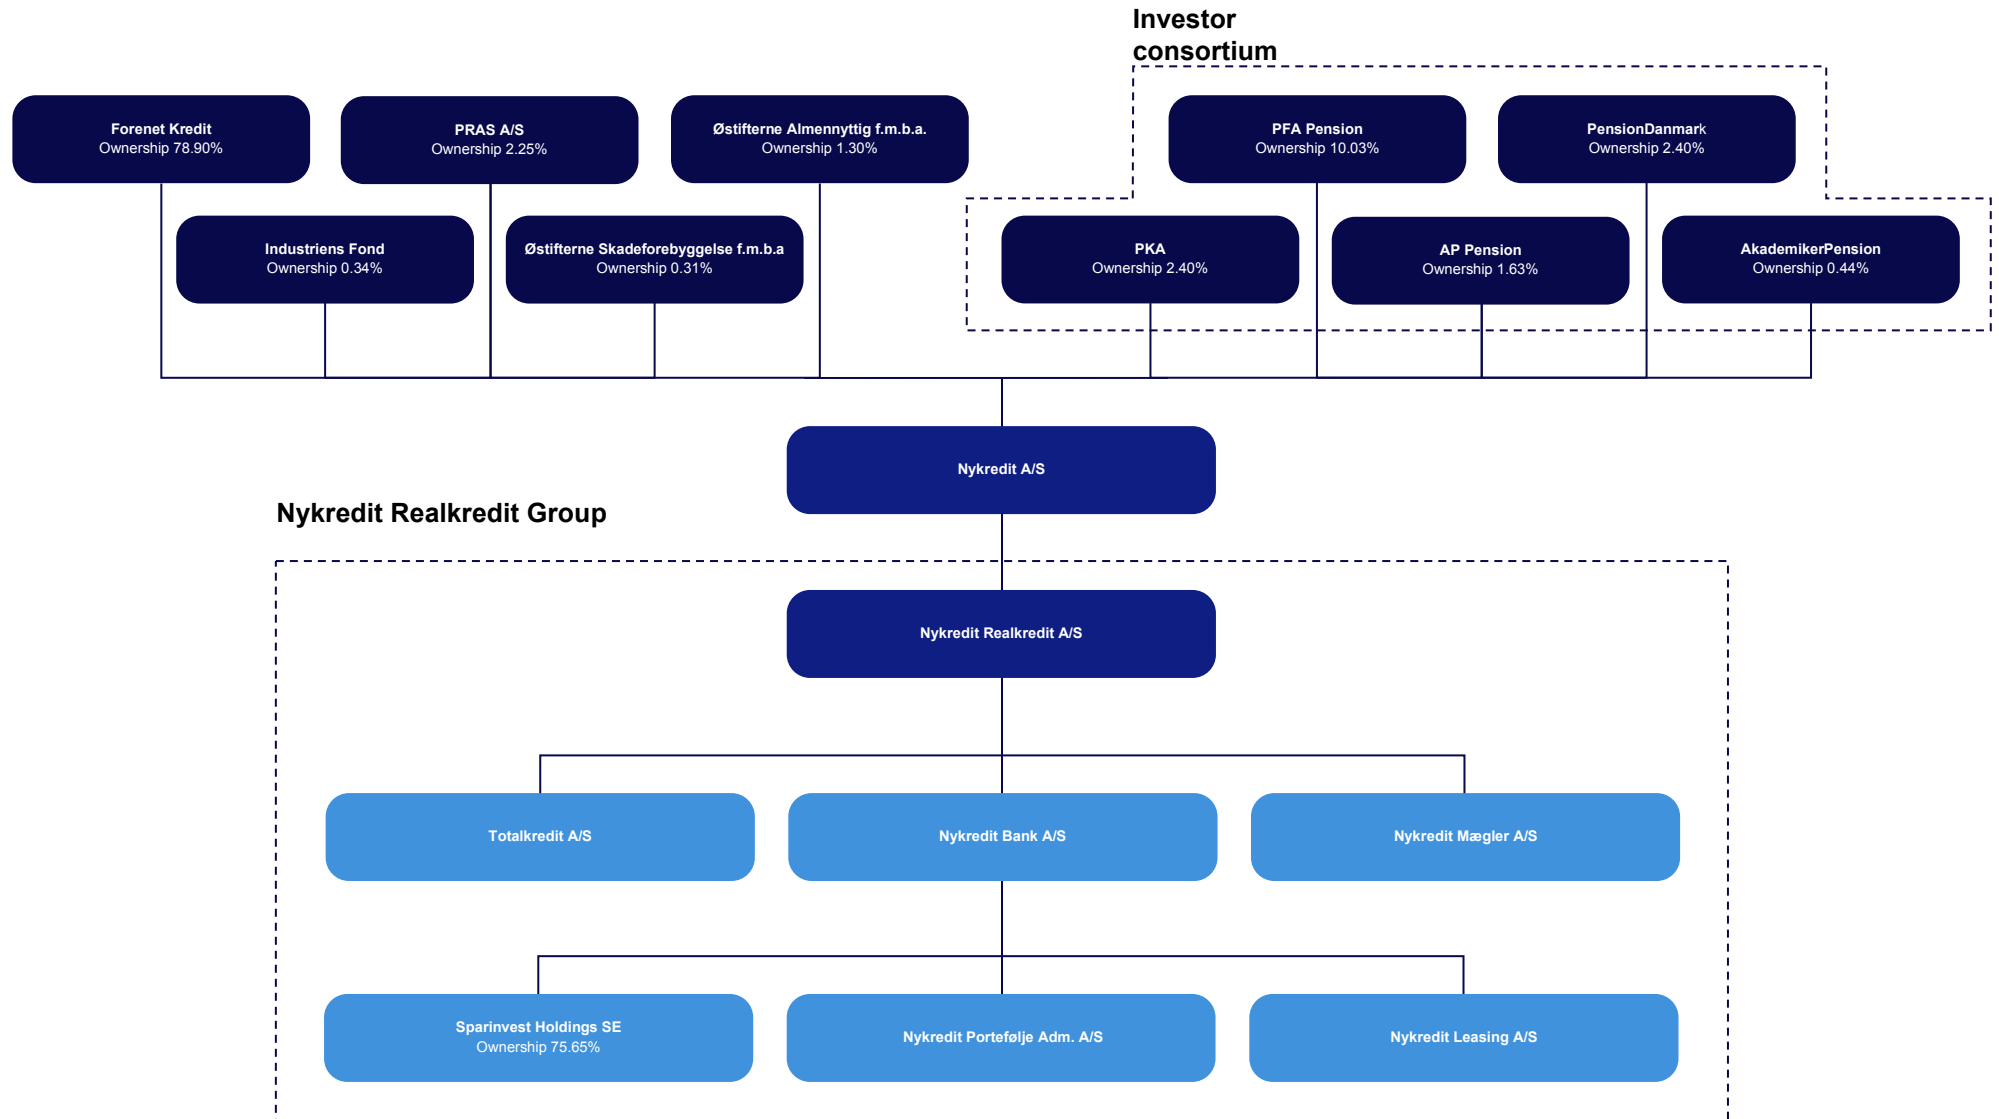 Investor
consortium
Forenet Kredit
Ownership 78.90%
PRAS A/S
Ownership 2.25%
Østifterne Almennyttig f.m.b.a.
Ownership 1.30%
PFA Pension
Ownership 10.03%
PensionDanmark
Ownership 2.40%
Industriens Fond
Ownership 0.34%
Østifterne Skadeforebyggelse f.m.b.a
Ownership 0.31%
PKA
Ownership 2.40%
AP Pension
Ownership 1.63%
AkademikerPension
Ownership 0.44%
Nykredit A/S
Nykredit Realkredit Group
Nykredit Realkredit A/S
Totalkredit A/S
Nykredit Bank A/S
Nykredit Mægler A/S
Sparinvest Holdings SE
Ownership 75.65%
Nykredit Portefølje Adm. A/S
Nykredit Leasing A/S